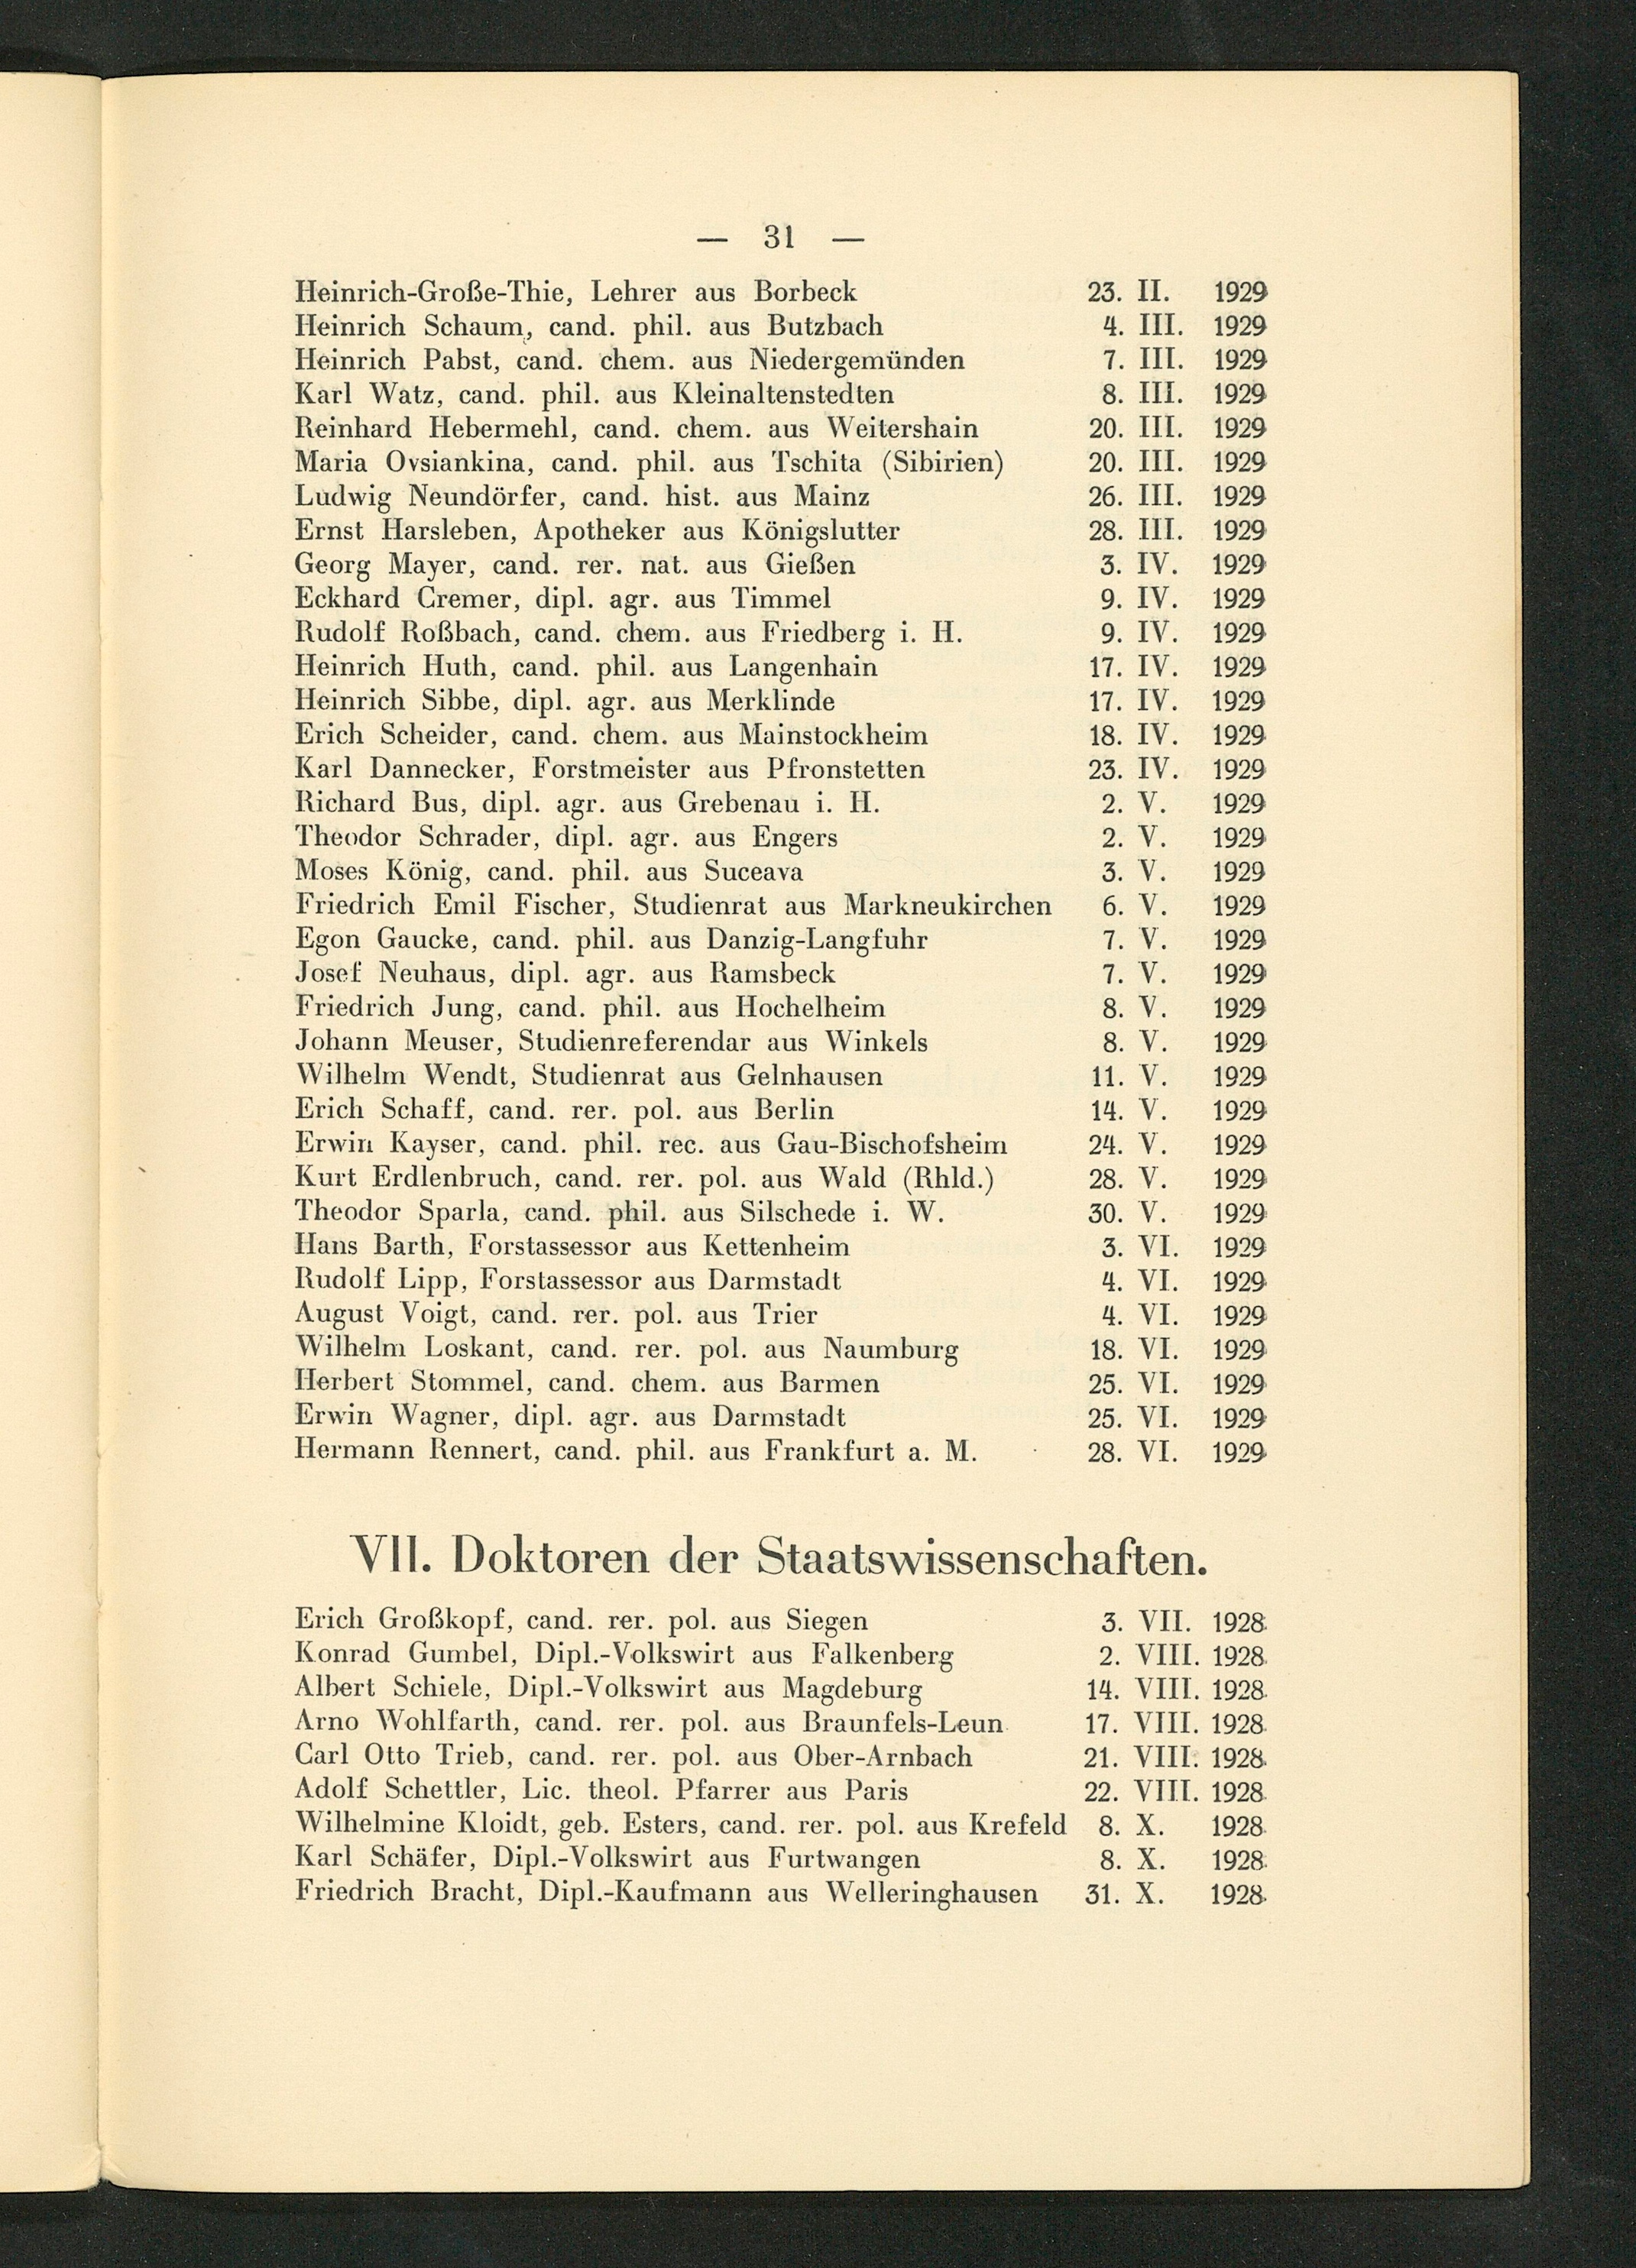 — 31 —
Heinrich-Große-Thie, Lehrer aus Borbeck 23. II. 1929
Heinrich Schaum, cand. phil. aus Butzbach 4. III. 1929
Heinrich Pabst, cand. chem. aus Niedergemünden 7. III. 1929
Karl Watz, cand. phil. aus Kleinaltenstedten 8. III. 1929
Reinhard Hebermehl, cand. chem. aus Weitershain 20. III. 1929
Maria Ovsiankina, cand. phil. aus Tschita (Sibirien) 20. III. 1929
Ludwig Neundörfer, cand. hist. aus Mainz 26. III. 1929
Ernst Harsleben, Apotheker aus Königslutter 28. III. 1929
Georg Mayer, cand. rer. nat. aus Gießen 3. IV. 1929
Eckhard Cremer, dipl. agr. aus Timmel 9. IV. 1929
Rudolf Roßbach, cand. chem. aus Friedberg i. H. 9. IV. 1929
Heinrich Huth, cand. phil. aus Langenhain 17. IV. 1929
Heinrich Sibbe, dipl. agr. aus Merklinde 17. IV. 1929
Erich Scheider, cand. chem. aus Mainstockheim 18. IV. 1929
Karl Dannecker, Forstmeister aus Pfronstetten 23. IV. 1929
Richard Bus, dipl. agr. aus Grebenau i. H. 2. V. 1929
Theodor Schrader, dipl. agr. aus Engers 2. V. 1929
Moses König, cand. phil. aus Suceava 3. V. 1929
Friedrich Emil Fischer, Studienrat aus Markneukirchen 6. V. 1929
Egon Gaucke, cand. phil. aus Danzig-Langfuhr 7. V. 1929
Josef Neuhaus, dipl. agr. aus Ramsbeck 7. V. 1929
Friedrich Jung, cand. phil. aus Hochelheim 8. V. 1929
Johann Meuser, Studienreferendar aus Winkels 8. V. 1929
Wilhelm Wendt, Studienrat aus Gelnhausen 11. V. 1929
Erich Schaff, cand. rer. pol. aus Berlin 14. V. 1929
Erwin Kayser, cand. phil. rec. aus Gau-Bischofsheim 24. V. 1929
Kurt Erdlenbruch, cand. rer. pol. aus Wald (Rhld.) 28. V. 1929
Theodor Sparla, cand. phil. aus Silschede i. W. 30. V. 1929
Hans Barth, Forstassessor aus Kettenheim 3. VI. 1929
Rudolf Lipp, Forstassessor aus Darmstadt 4. VI. 1929
August Voigt, cand. rer. pol. aus Trier 4. VI. 1929
Wilhelm Loskant, cand. rer. pol. aus Naumburg 18. VI. 1929
Herbert Stommel, cand. chem. aus Barmen 25. VI. 1929
Erwin Wagner, dipl. agr. aus Darmstadt 25. VI. 1929
Hermann Rennert, cand. phil. aus Frankfurt a. M. 28. VI. 1929
VII. Doktoren der Staatswissenschaften.
Erich Großkopf, cand. rer. pol. aus Siegen 3. VII. 1928
Konrad Gumbel, Dipl.-Volkswirt aus Falkenberg 2. VIII. 1928
Albert Schiele, Dipl.-Volkswirt aus Magdeburg 14. VIII. 1928
Arno Wohlfarth, cand. rer. pol. aus Braunfels-Leun 17. VIII. 1928
Carl Otto Trieb, cand. rer. pol. aus Ober-Arnbach 21. VIII. 1928
Adolf Schettler, Lic. theol. Pfarrer aus Paris 22. VIII. 1928
Wilhelmine Kloidt, geb. Esters, cand. rer. pol. aus Krefeld 8. X. 1928
Karl Schäfer, Dipl.-Volkswirt aus Furtwangen 8. X. 1928
Friedrich Bracht, Dipl.-Kaufmann aus Welleringhausen 31. X. 1928